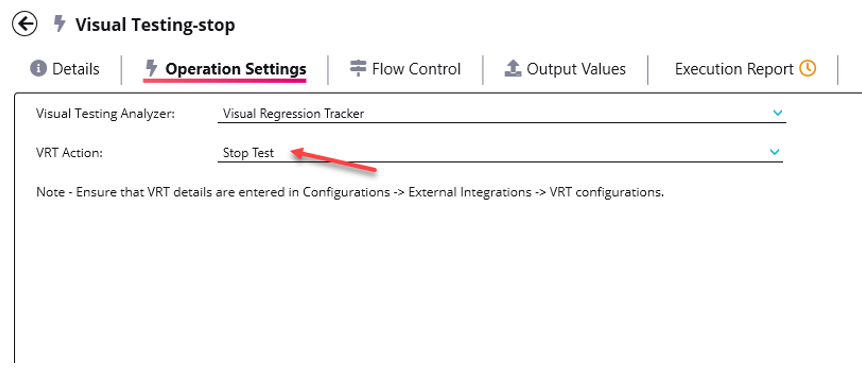 Visual Testing-stop
Details Operation Settings Flow Control Output Values Execution Report
Visual Testing Analyzer: Visual Regression Tracker
VRT Action: Stop Test
Note - Ensure that VRT details are entered in Configurations -> External Integrations -> VRT configurations.